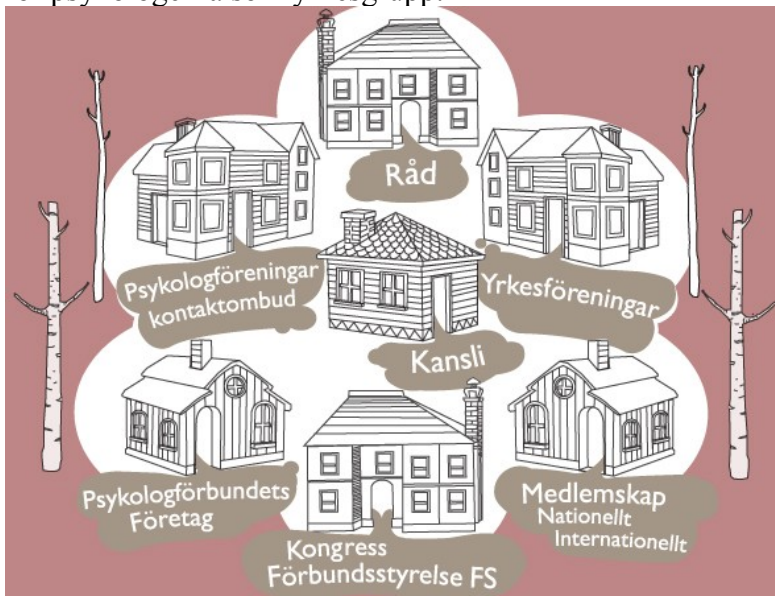 Råd
Psykologföreningar
kontaktombud
Yrkesföreningar
Kansli
Psykologförbundets
Företag
Kongress
Förbundsstyrelse FS
Medlemskap
Nationellt
Internationellt